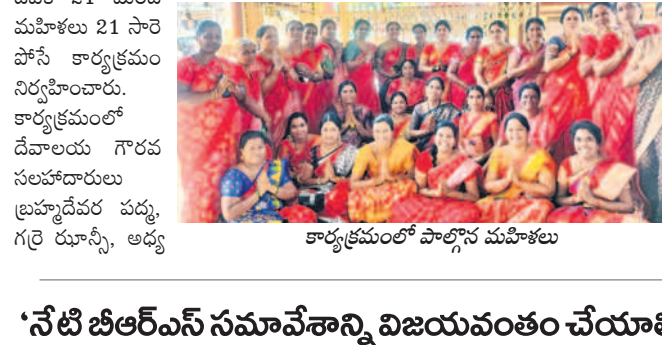 మహిళలు 21 సారె
పోసే కార్యక్రమం
నిర్వహించారు.
కార్యక్రమంలో
దేవాలయ గౌరవ
సలహాదారులు
బ్రహ్మదేవర పద్మ,
గర్రె ఝాన్సీ, అధ్య
కార్యక్రమంలో పాల్గొన మహిళలు
‘నేటి బీఆర్ఎస్ సమావేశాన్ని విజయవంతం